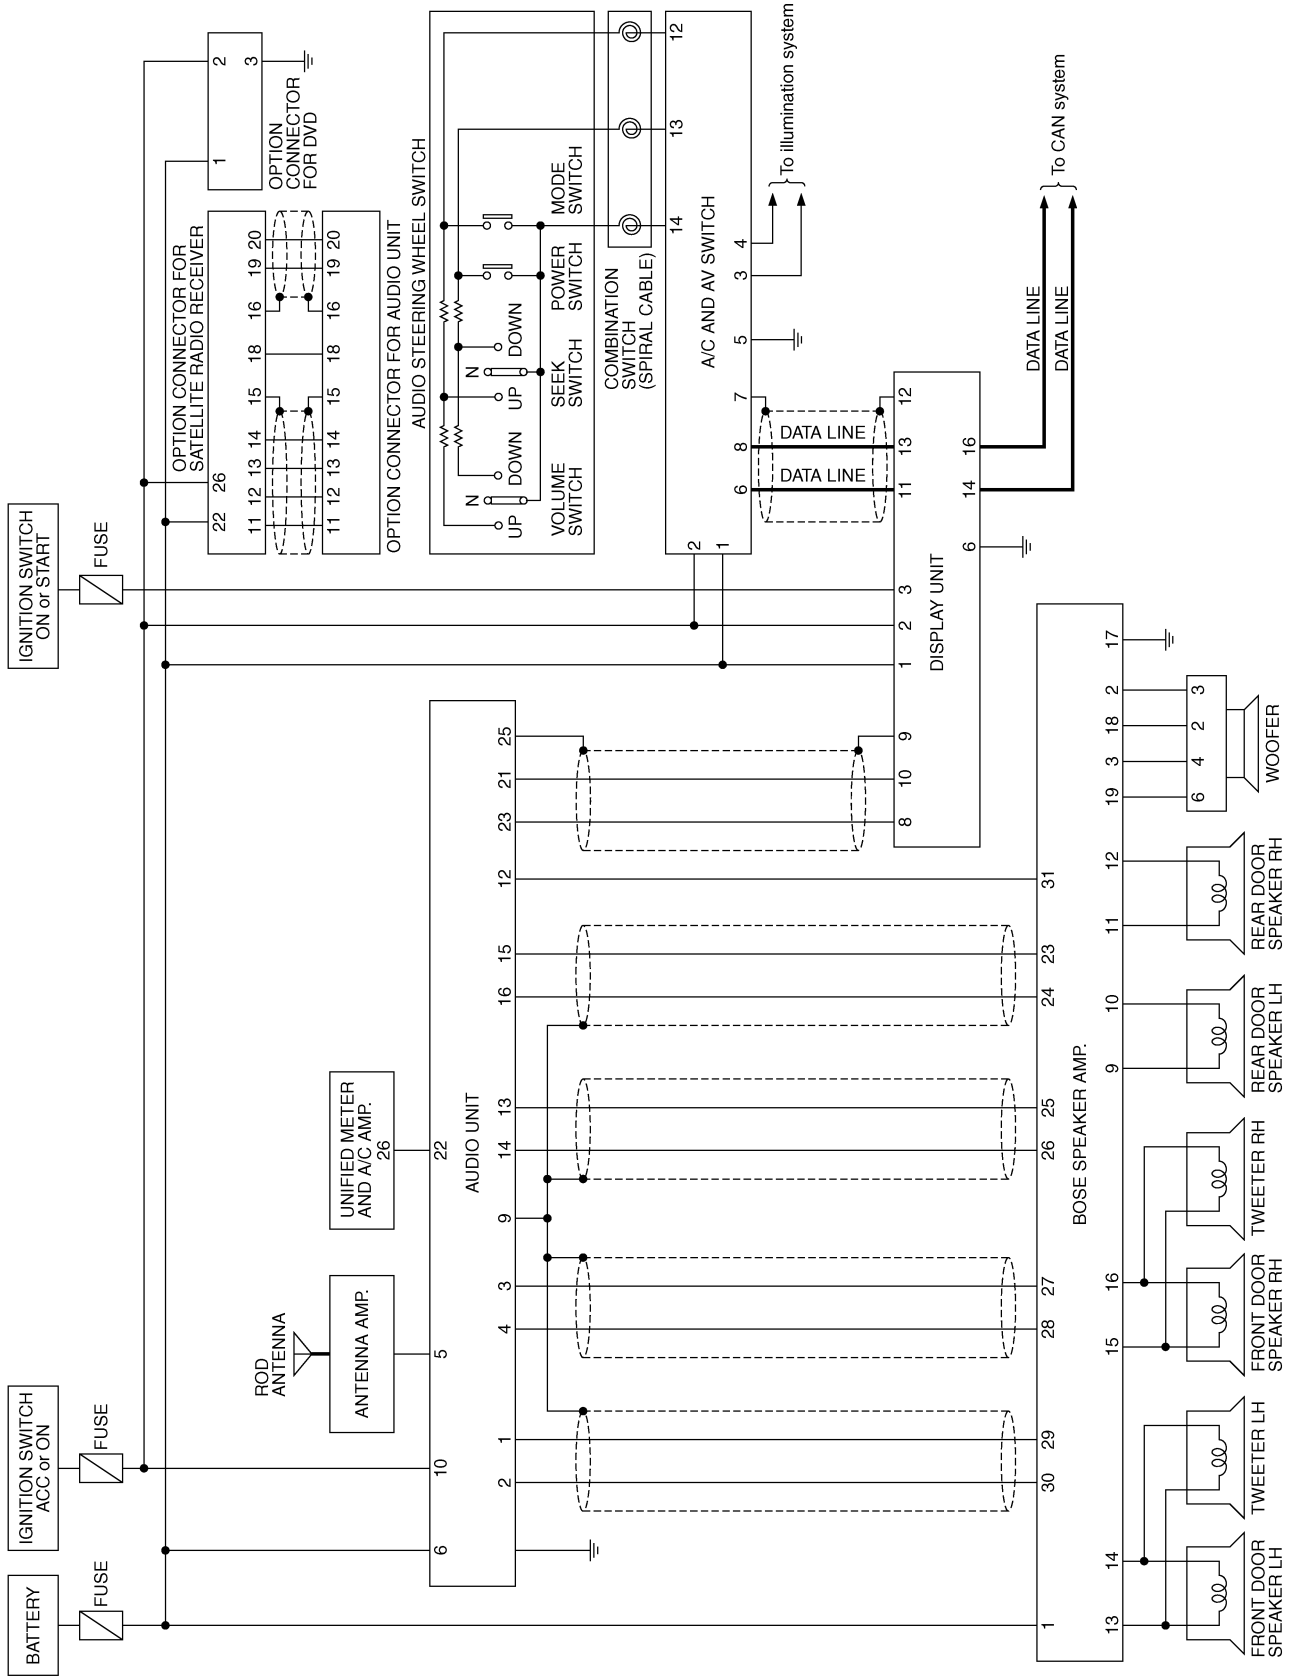 BATTERY
FUSE
IGNITION SWITCH
ACC or ON
FUSE
IGNITION SWITCH
ON or START
FUSE
ROD
ANTENNA
ANTENNA AMP.
UNIFIED METER
AND A/C AMP.
26
6
10
5
22
AUDIO UNIT
2
1
4
3
9
14
13
16
15
12
23
21
25
OPTION CONNECTOR FOR
SATELLITE RADIO RECEIVER
22
26
11
12
13
14
15
18
16
19
20
11
12
13
14
15
18
16
19
20
OPTION CONNECTOR FOR AUDIO UNIT
1
2
3
OPTION
CONNECTOR
FOR DVD
AUDIO STEERING WHEEL SWITCH
UP
N
DOWN
VOLUME
SWITCH
UP
N
DOWN
SEEK
SWITCH
POWER
SWITCH
MODE
SWITCH
COMBINATION
SWITCH
(SPIRAL CABLE)
14
13
12
A/C AND AV SWITCH
2
1
6
8
7
5
3
4
To illumination system
DATA LINE
DATA LINE
8
10
9
1
2
3
11
13
12
DISPLAY UNIT
6
14
16
DATA LINE
DATA LINE
To CAN system
1
30
29
28
27
26
25
24
23
31
BOSE SPEAKER AMP.
13
14
15
16
9
10
11
12
19
3
18
2
17
6
4
2
3
FRONT DOOR
SPEAKER LH
TWEETER LH
FRONT DOOR
SPEAKER RH
TWEETER RH
REAR DOOR
SPEAKER LH
REAR DOOR
SPEAKER RH
WOOFER